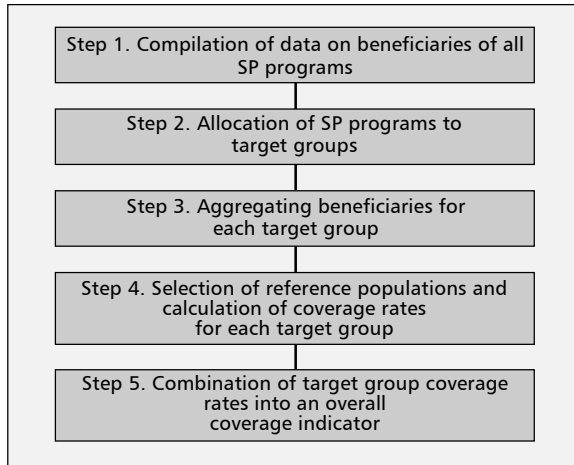 Step 1. Compilation of data on beneficiaries of all
SP programs
Step 2. Allocation of SP programs to
target groups
Step 3. Aggregating beneficiaries for
each target group
Step 4. Selection of reference populations and
calculation of coverage rates
for each target group
Step 5. Combination of target group coverage
rates into an overall
coverage indicator